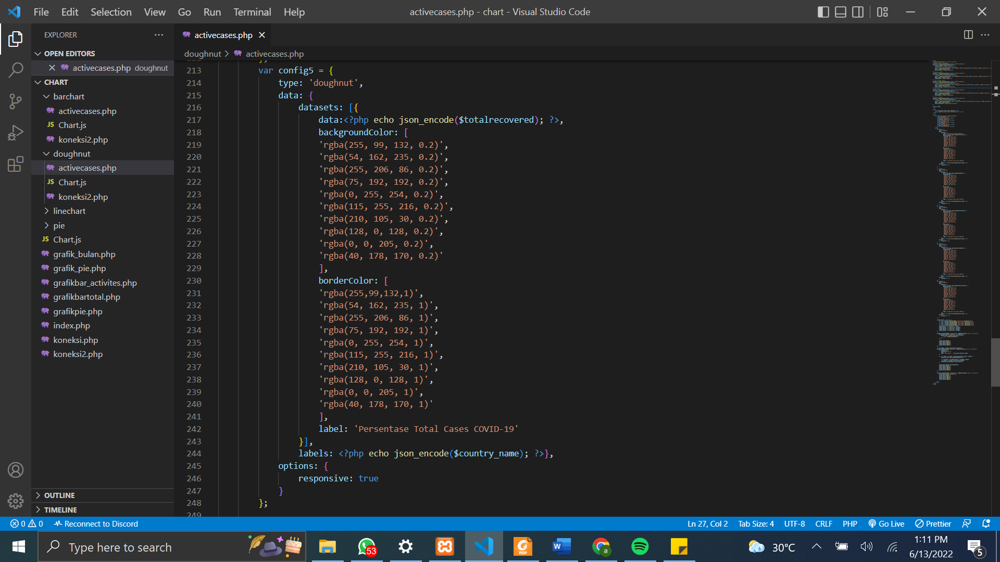 File Edit Selection View Go Run Terminal Help
activecases.php - chart - Visual Studio Code
EXPLORER
activecases.php
OPEN EDITORS
doughnut > activecases.php
activecases.php doughnut
CHART
barchart
activecases.php
JS Chart.js
koneksi2.php
doughnut
activecases.php
JS Chart.js
koneksi2.php
linechart
pie
JS Chart.js
grafik_bulan.php
grafik_pie.php
grafikbar_activites.php
grafikbartotal.php
grafikpie.php
index.php
koneksi.php
koneksi2.php
OUTLINE
TIMELINE
213 var config5 = {
214 type: 'doughnut',
215 data: {
216 datasets: [{
217 data:<?php echo json_encode($totalrecovered); ?>,
218 backgroundColor: [
219 'rgba(255, 99, 132, 0.2)',
220 'rgba(54, 162, 235, 0.2)',
221 'rgba(255, 206, 86, 0.2)',
222 'rgba(75, 192, 192, 0.2)',
223 'rgba(0, 255, 254, 0.2)',
224 'rgba(115, 255, 216, 0.2)',
225 'rgba(210, 105, 30, 0.2)',
226 'rgba(128, 0, 128, 0.2)',
227 'rgba(0, 0, 205, 0.2)',
228 'rgba(40, 178, 170, 0.2)'
229 ],
230 borderColor: [
231 'rgba(255,99,132,1)',
232 'rgba(54, 162, 235, 1)',
233 'rgba(255, 206, 86, 1)',
234 'rgba(75, 192, 192, 1)',
235 'rgba(0, 255, 254, 1)',
236 'rgba(115, 255, 216, 1)',
237 'rgba(210, 105, 30, 1)',
238 'rgba(128, 0, 128, 1)',
239 'rgba(0, 0, 205, 1)',
240 'rgba(40, 178, 170, 1)'
241 ],
242 label: 'Persentase Total Cases COVID-19'
243 }],
244 labels: <?php echo json_encode($country_name); ?>},
245 options: {
246 responsive: true
247 }
248 };
249
0 0 Reconnect to Discord
Ln 27, Col 2 Tab Size: 4 UTF-8 CRLF PHP Go Live Prettier
Type here to search
53
PDF
W
a
30°C
1:11 PM
6/13/2022
5